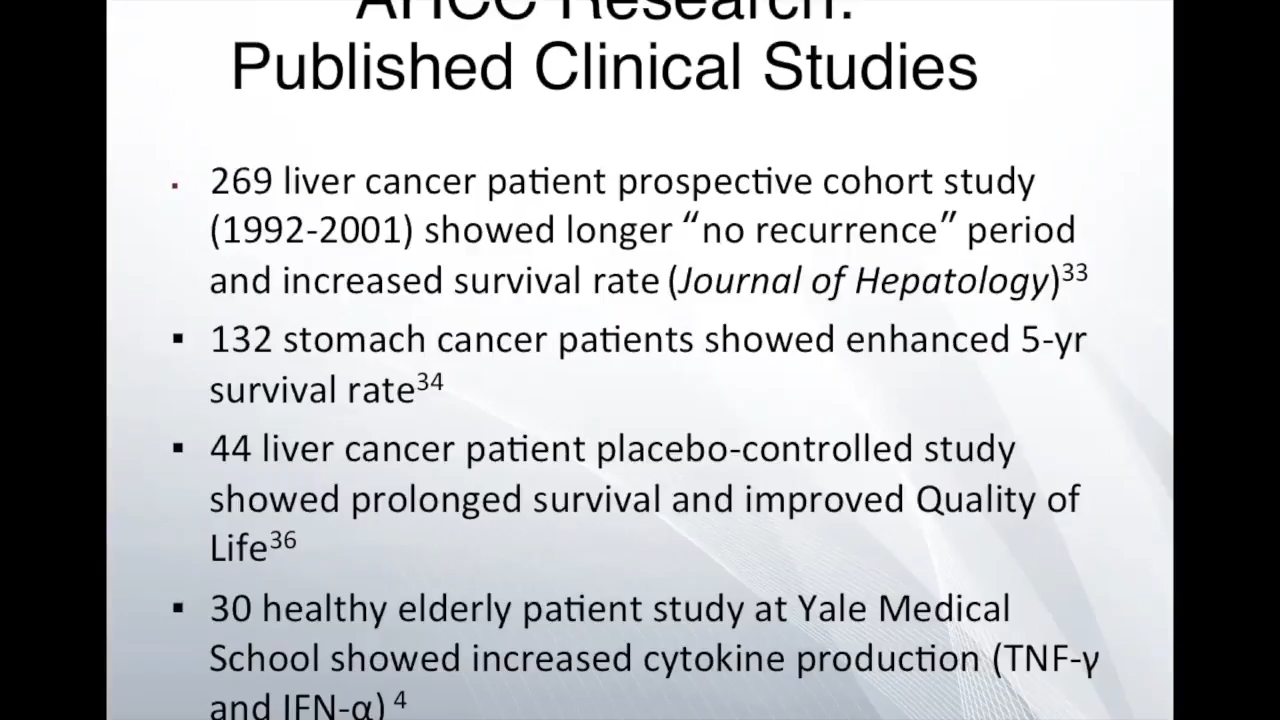 AHCC Research:
Published Clinical Studies
▪ 269 liver cancer patient prospective cohort study
(1992-2001) showed longer “no recurrence” period
and increased survival rate (Journal of Hepatology)33
▪ 132 stomach cancer patients showed enhanced 5-yr
survival rate34
▪ 44 liver cancer patient placebo-controlled study
showed prolonged survival and improved Quality of
Life36
▪ 30 healthy elderly patient study at Yale Medical
School showed increased cytokine production (TNF-γ
and IFN-α) 4